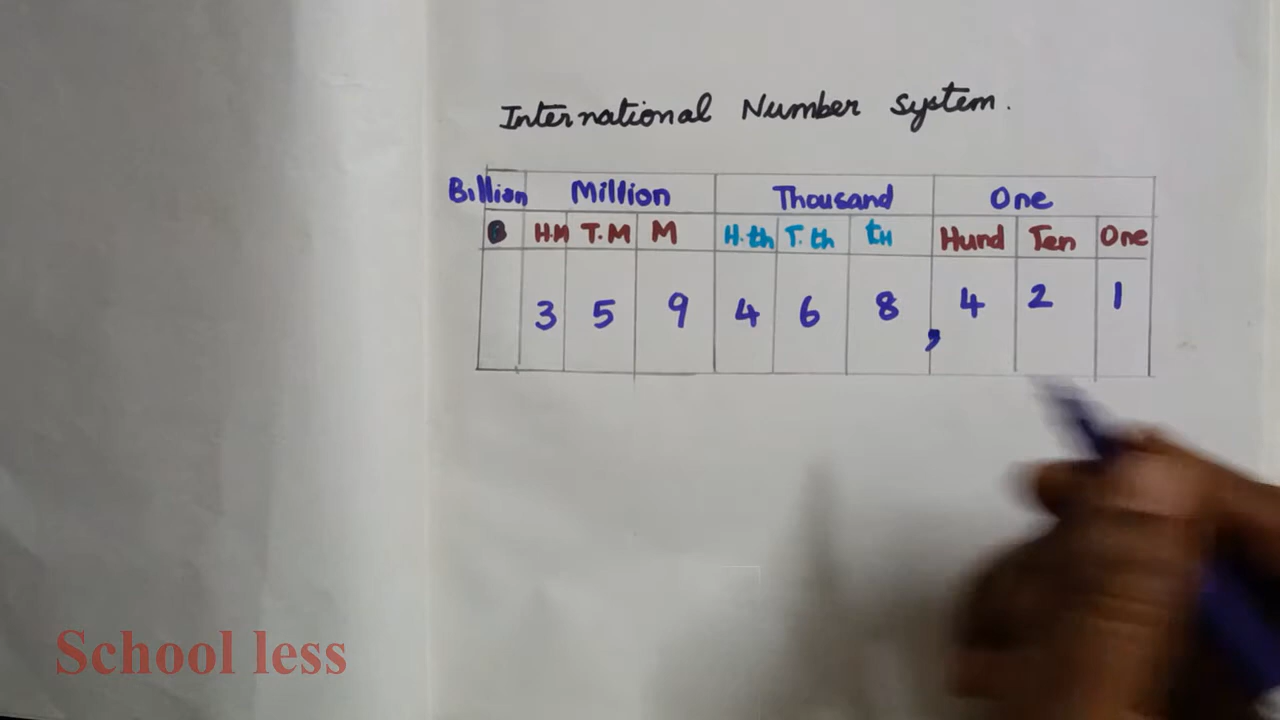 International Number System.
Billion Million Thousand One
B H.M T.M M H.th T.th tH Hund Ten One
3 5 9 4 6 8 , 4 2 1
School less